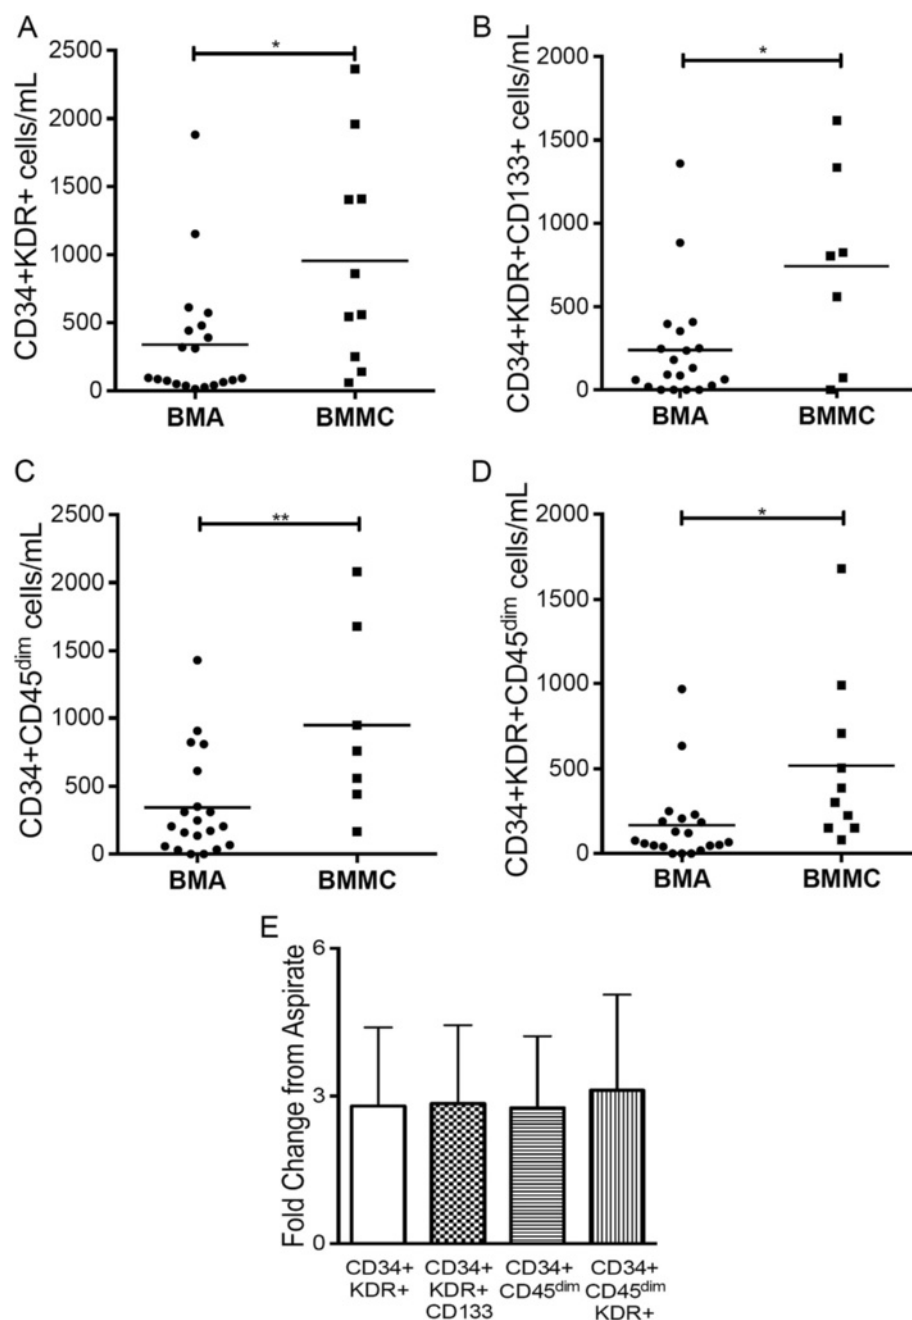 A
CD34+KDR+ cells/mL
2500
2000
1500
1000
500
0
*
BMA
BMMC
B
CD34+KDR+CD133+ cells/mL
2000
1500
1000
500
0
*
BMA
BMMC
C
CD34+CD45dim cells/mL
2500
2000
1500
1000
500
0
**
BMA
BMMC
D
CD34+KDR+CD45dim cells/mL
2000
1500
1000
500
0
*
BMA
BMMC
E
Fold Change from Aspirate
6
3
0
CD34+
KDR+
CD34+
KDR+
CD133
CD34+
CD45dim
CD34+
CD45dim
KDR+